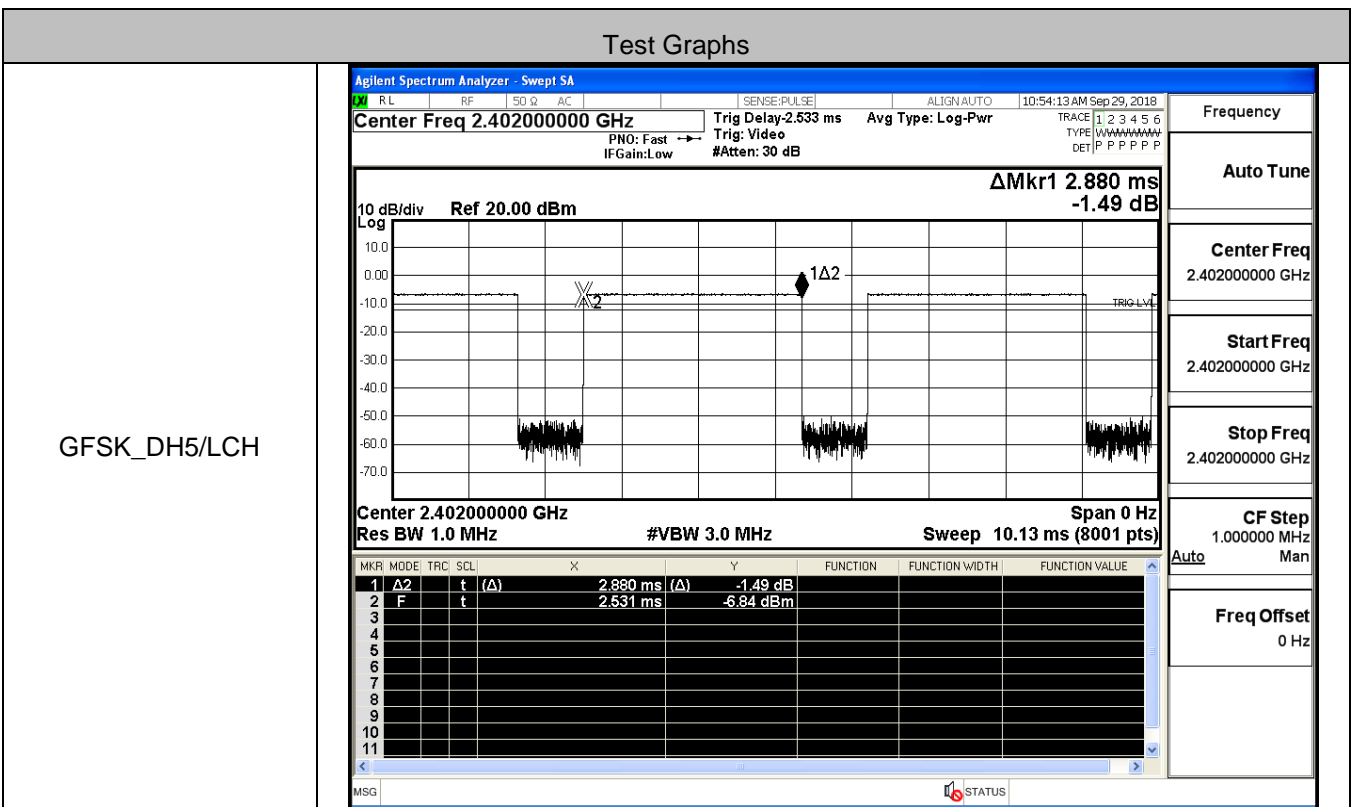 Test Graphs
GFSK_DH5/LCH
Agilent Spectrum Analyzer - Swept SA
LXI RL RF 50 Ω AC SENSE:PULSE ALIGN AUTO 10:54:13 AM Sep 29, 2018
Center Freq 2.402000000 GHz
PNO: Fast
IFGain:Low
Trig Delay-2.533 ms
Trig: Video
#Atten: 30 dB
Avg Type: Log-Pwr
TRACE 1 2 3 4 5 6
TYPE WWWWWW
DET P P P P P P
ΔMkr1 2.880 ms
-1.49 dB
10 dB/div Ref 20.00 dBm
Log
10.0
0.00
-10.0
-20.0
-30.0
-40.0
-50.0
-60.0
-70.0
1Δ2
2
TRIG LVL
Center 2.402000000 GHz Span 0 Hz
Res BW 1.0 MHz #VBW 3.0 MHz Sweep 10.13 ms (8001 pts)
MKR MODE TRC SCL X Y FUNCTION FUNCTION WIDTH FUNCTION VALUE
1 Δ2 t (Δ) 2.880 ms (Δ) -1.49 dB
2 F t 2.531 ms -6.84 dBm
3
4
5
6
7
8
9
10
11
MSG STATUS
Frequency
Auto Tune
Center Freq
2.402000000 GHz
Start Freq
2.402000000 GHz
Stop Freq
2.402000000 GHz
CF Step
1.000000 MHz
Auto Man
Freq Offset
0 Hz